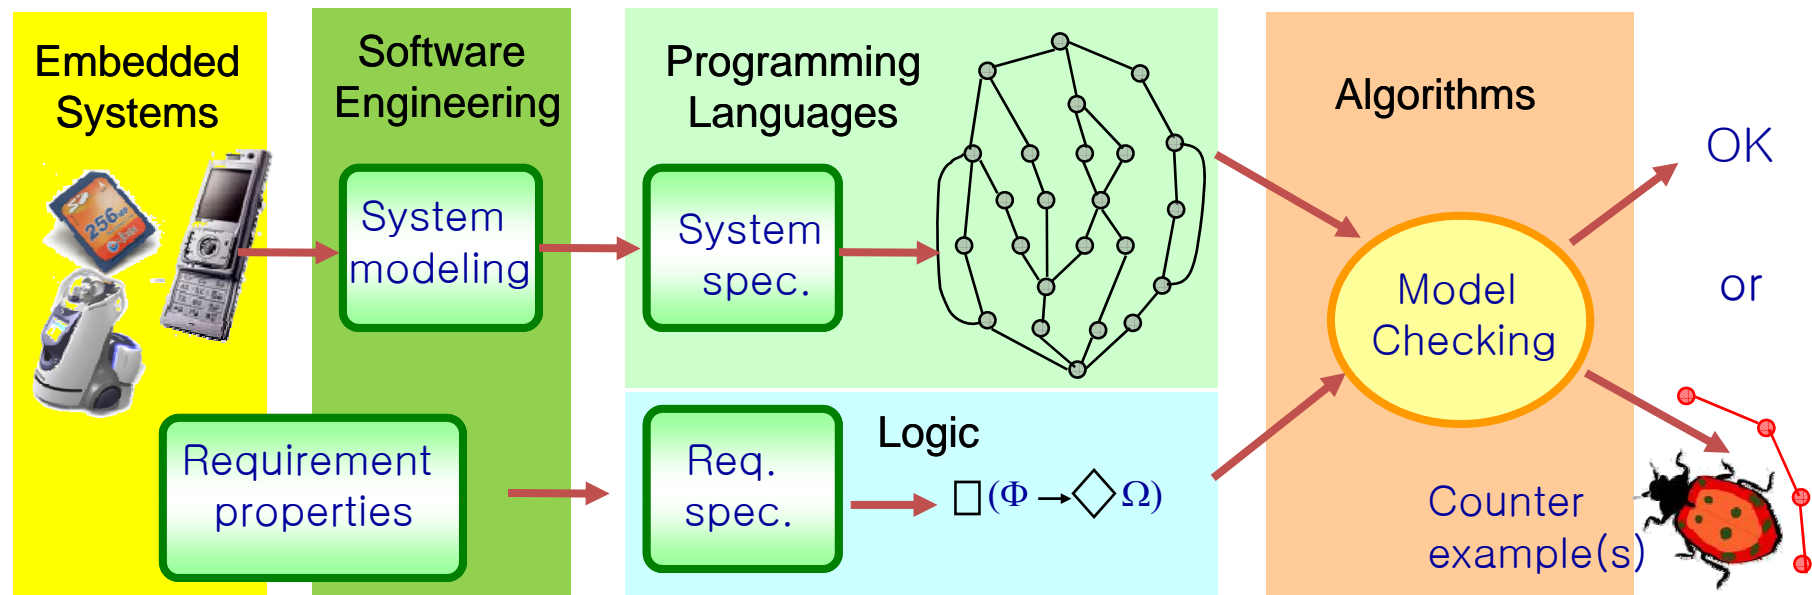 Embedded
Systems
Software
Engineering
Programming
Languages
Algorithms
256
System
modeling
System
spec.
Model
Checking
OK
or
Requirement
properties
Req.
spec.
Logic
□(Φ→◇Ω)
Counter
example(s)